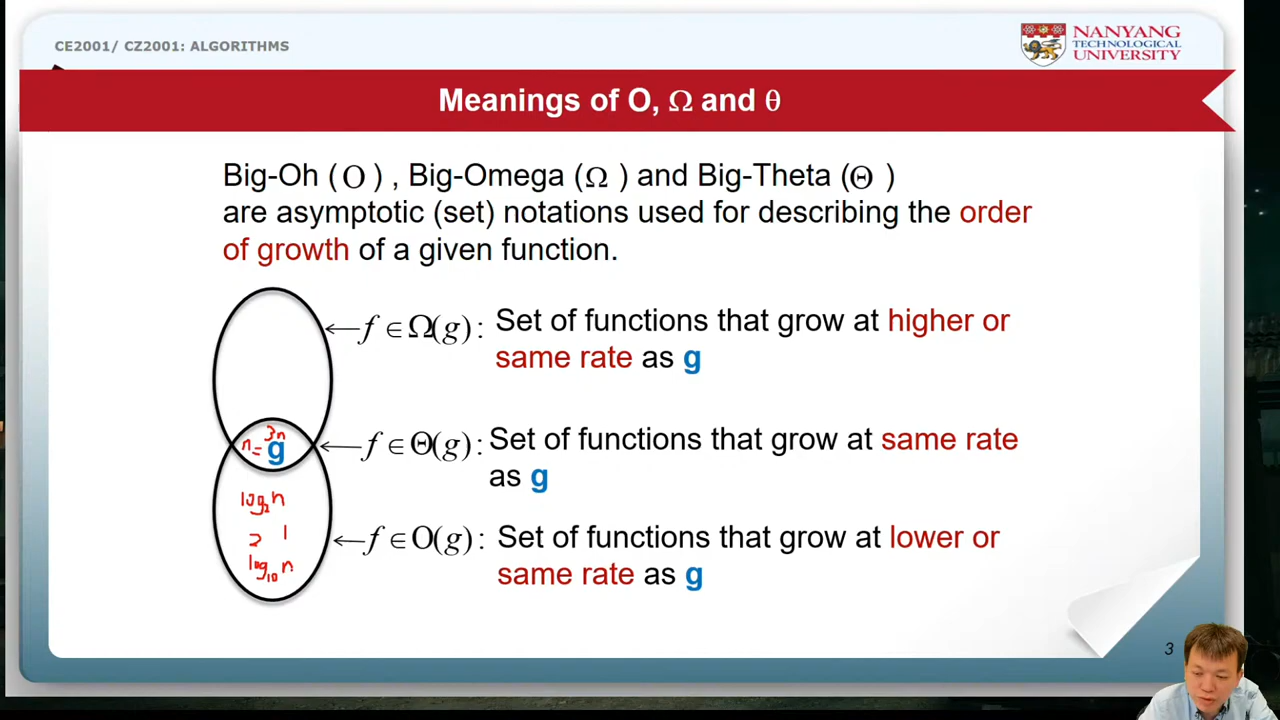 CE2001/ CZ2001: ALGORITHMS
NANYANG
TECHNOLOGICAL
UNIVERSITY
Meanings of O, Ω and θ
Big-Oh ( O ) , Big-Omega ( Ω ) and Big-Theta ( Θ )
are asymptotic (set) notations used for describing the order
of growth of a given function.
f ∈ Ω(g) : Set of functions that grow at higher or
same rate as g
3n
n = g
f ∈ Θ(g) : Set of functions that grow at same rate
as g
log₂n
2 1
f ∈ O(g) : Set of functions that grow at lower or
log₁₀n
same rate as g
3